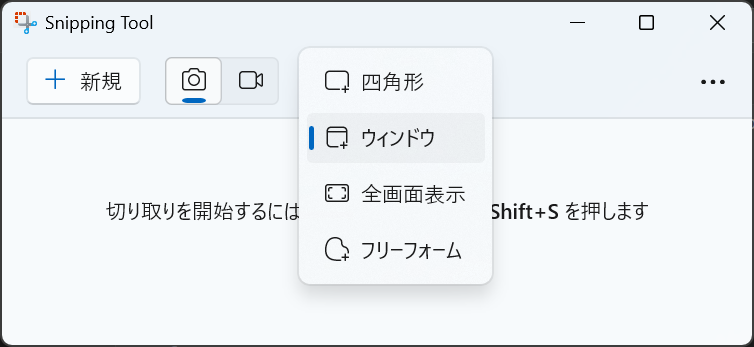 Snipping Tool
新規
四角形
ウィンドウ
全画面表示
フリーフォーム
切り取りを開始するには Shift+S を押します